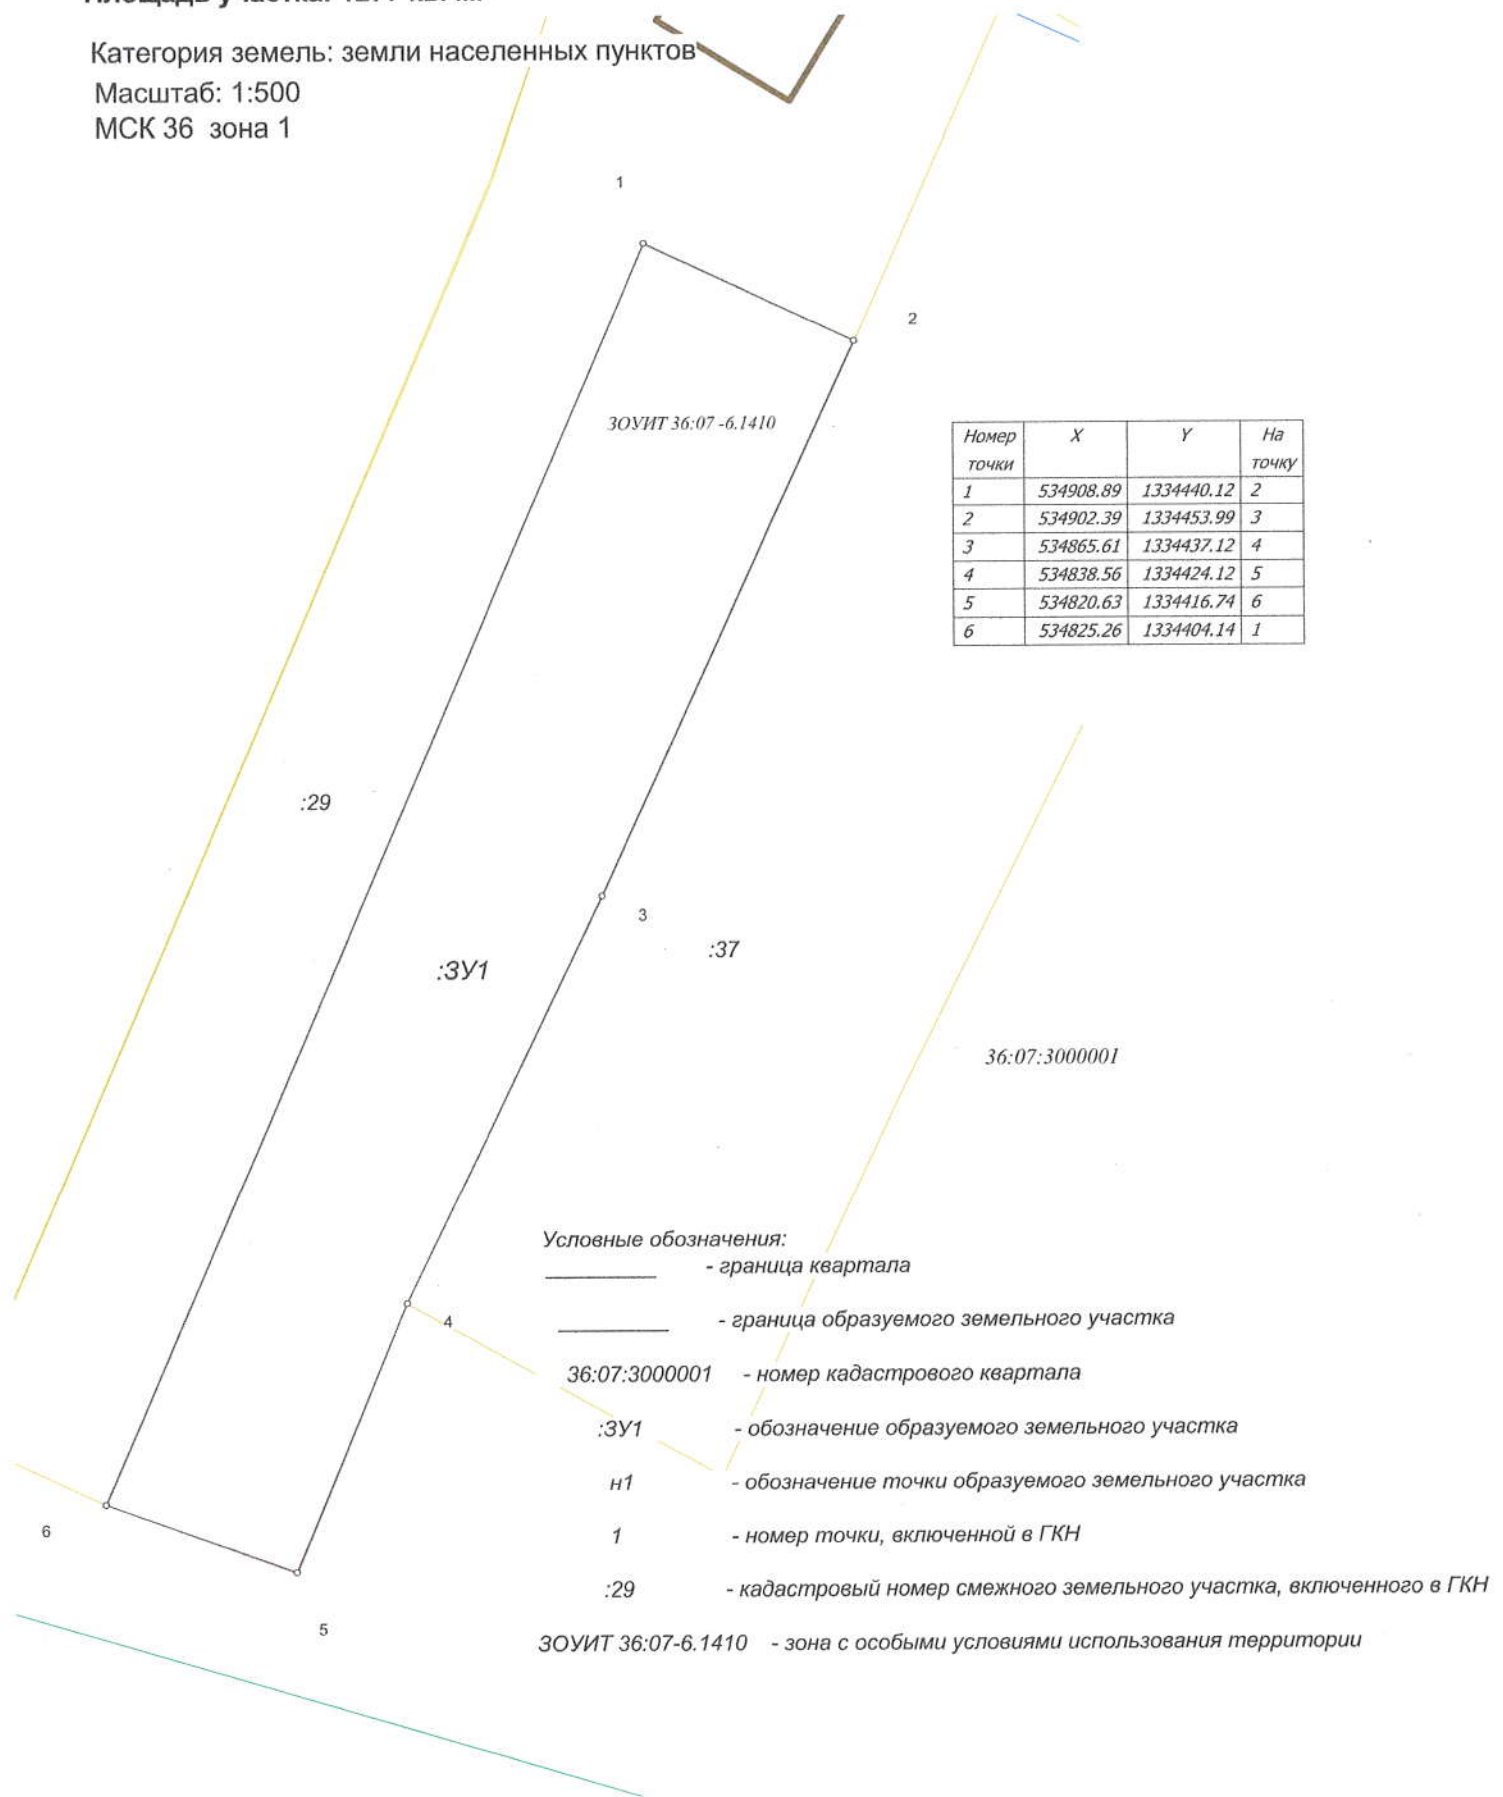 Категория земель: земли населенных пунктов
Масштаб: 1:500
МСК 36 зона 1
1
2
ЗОУИТ 36:07 -6.1410
Номер точки X Y На точку
1 534908.89 1334440.12 2
2 534902.39 1334453.99 3
3 534865.61 1334437.12 4
4 534838.56 1334424.12 5
5 534820.63 1334416.74 6
6 534825.26 1334404.14 1
:29
3
:37
:ЗУ1
36:07:3000001
Условные обозначения:
- граница квартала
4
- граница образуемого земельного участка
36:07:3000001 - номер кадастрового квартала
:ЗУ1 - обозначение образуемого земельного участка
н1 - обозначение точки образуемого земельного участка
6
1 - номер точки, включенной в ГКН
:29 - кадастровый номер смежного земельного участка, включенного в ГКН
5
ЗОУИТ 36:07-6.1410 - зона с особыми условиями использования территории